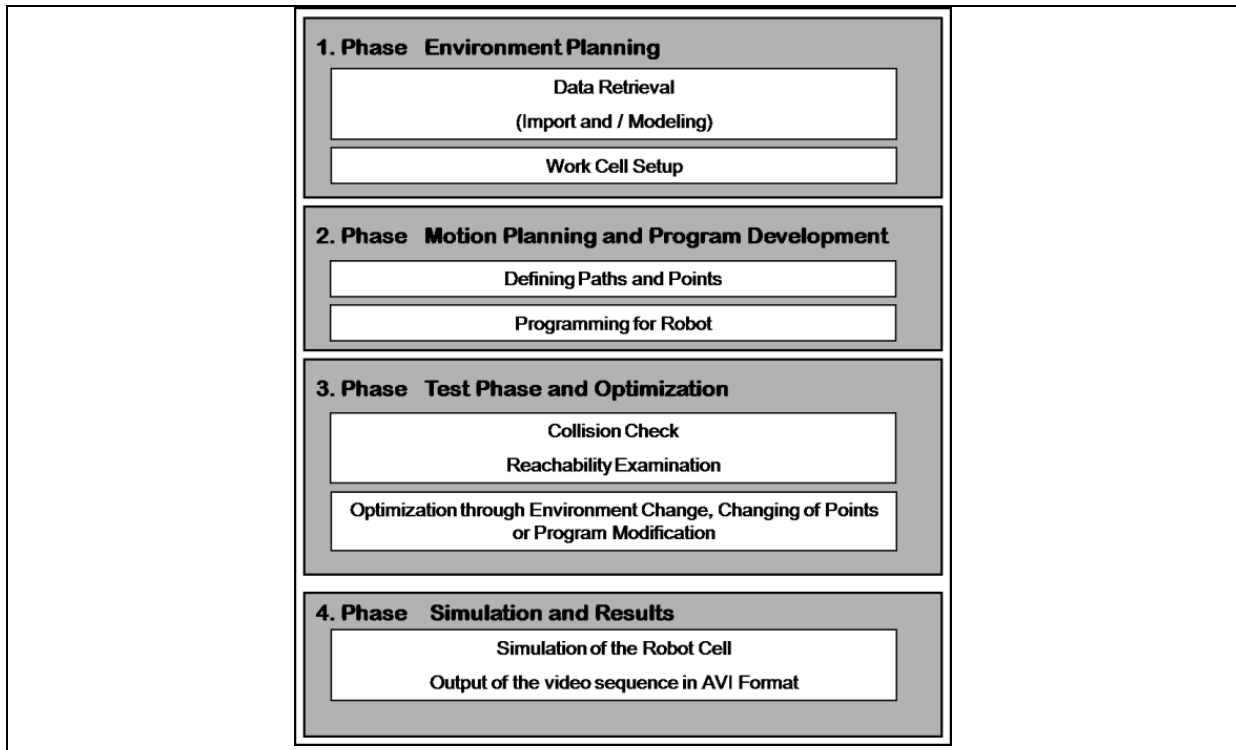 1. Phase Environment Planning
Data Retrieval
(Import and / Modeling)
Work Cell Setup
2. Phase Motion Planning and Program Development
Defining Paths and Points
Programming for Robot
3. Phase Test Phase and Optimization
Collision Check
Reachability Examination
Optimization through Environment Change, Changing of Points
or Program Modification
4. Phase Simulation and Results
Simulation of the Robot Cell
Output of the video sequence in AVI Format